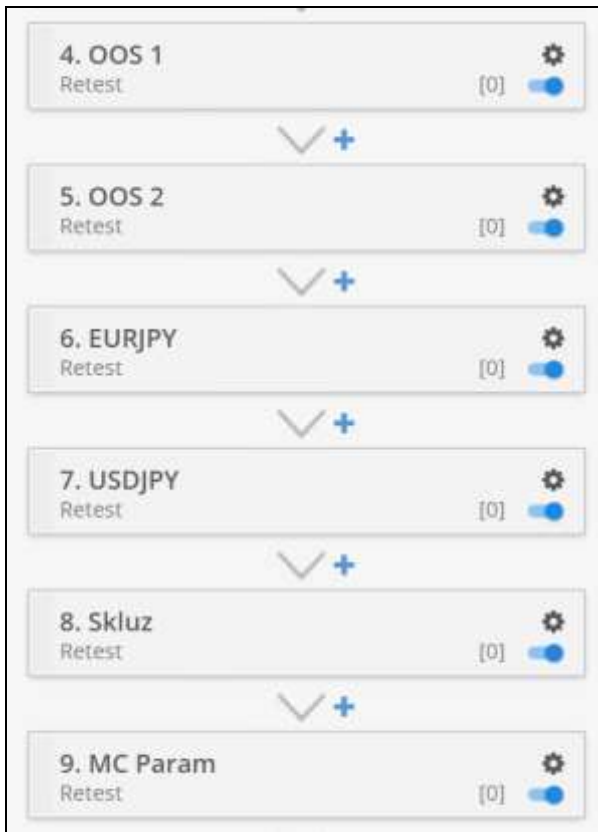 4. OOS 1
Retest [0]
+
5. OOS 2
Retest [0]
+
6. EURJPY
Retest [0]
+
7. USDJPY
Retest [0]
+
8. Skluz
Retest [0]
+
9. MC Param
Retest [0]